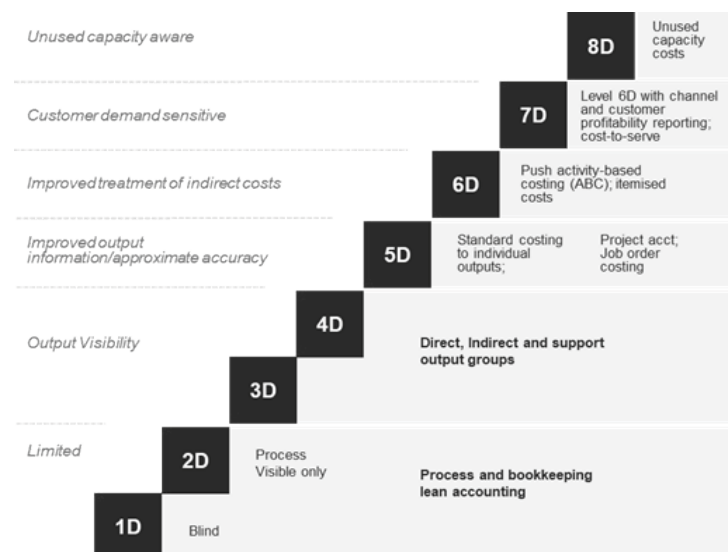 Unused capacity aware
8D
Unused
capacity
costs
Customer demand sensitive
7D
Level 6D with channel
and customer
profitability reporting;
cost-to-serve
Improved treatment of indirect costs
6D
Push activity-based
costing (ABC); itemised
costs
Improved output
information/approximate accuracy
5D
Standard costing
to individual
outputs;
Project acct;
Job order
costing
Output Visibility
4D
Direct, Indirect and support
output groups
3D
Limited
2D
Process
Visible only
Process and bookkeeping
lean accounting
1D
Blind